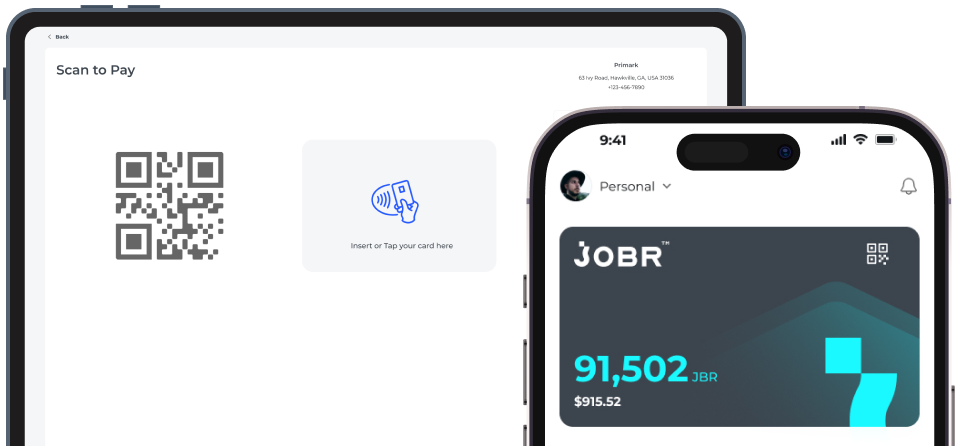 Back
Scan to Pay
Primark
63 Ivy Road, Hawkville, GA, USA 31036
+123-456-7890
Insert or Tap your card here
9:41
Personal
JOBR™
91,502 JBR
$915.52